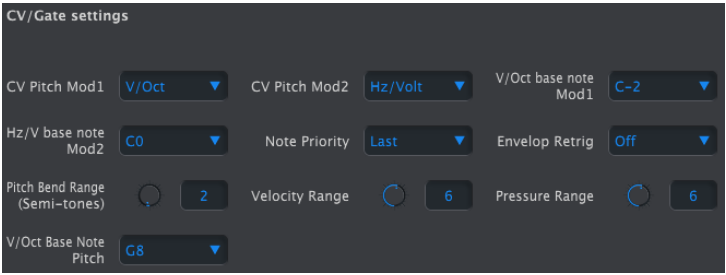 CV/Gate settings
CV Pitch Mod1 V/Oct CV Pitch Mod2 Hz/Volt V/Oct base note Mod1 C-2
Hz/V base note Mod2 C0 Note Priority Last Envelop Retrig Off
Pitch Bend Range (Semi-tones) 2 Velocity Range 6 Pressure Range 6
V/Oct Base Note Pitch G8